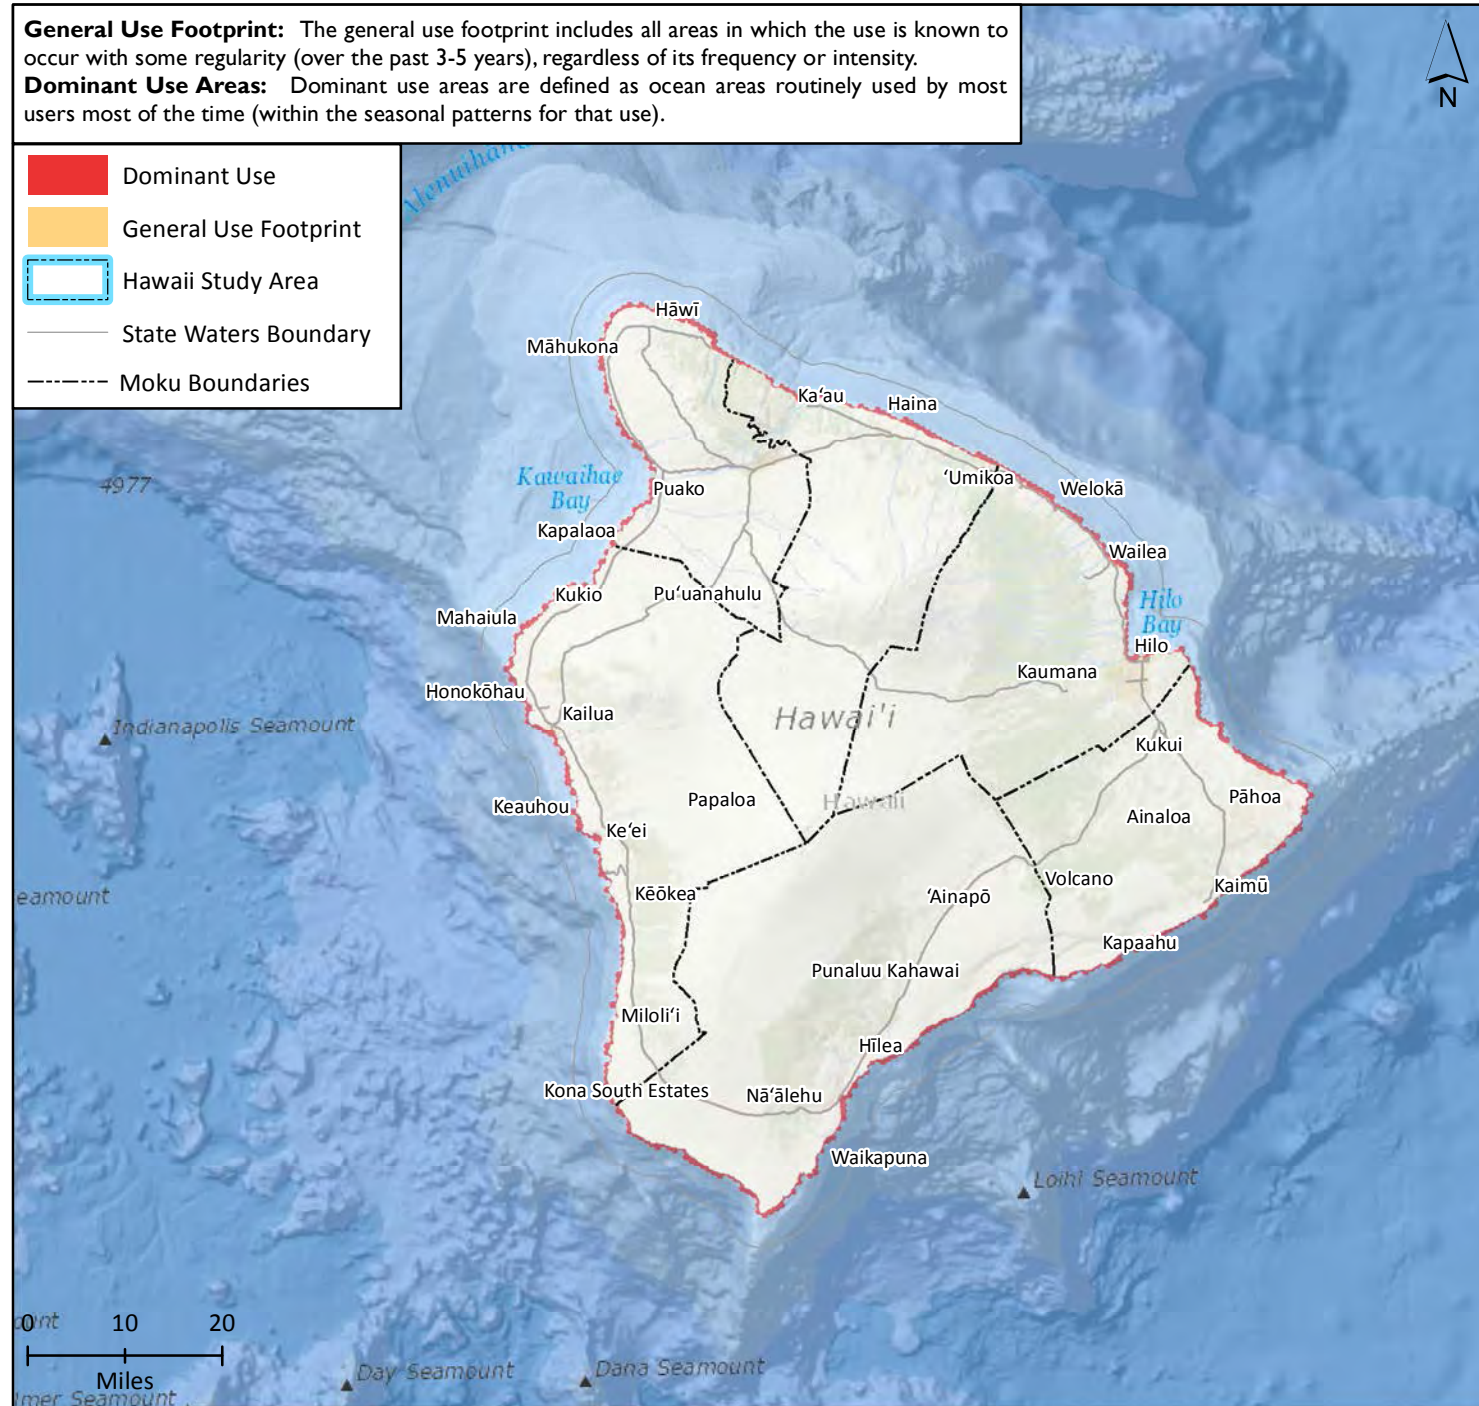 General Use Footprint: The general use footprint includes all areas in which the use is known to
occur with some regularity (over the past 3-5 years), regardless of its frequency or intensity.
Dominant Use Areas: Dominant use areas are defined as ocean areas routinely used by most
users most of the time (within the seasonal patterns for that use).
N
Dominant Use
General Use Footprint
Hawaii Study Area
State Waters Boundary
Moku Boundaries
Hāwī
Māhukona
Ka‘au
Haina
Kawaihae
Bay
4977
Puako
‘Umikoa
Welokā
Kapalaoa
Wailea
Kukio
Pu‘uanahulu
Hilo
Bay
Mahaiula
Hilo
Kaumana
Honokōhau
Kailua
Hawai'i
Indianapolis Seamount
Kukui
Keauhou
Papaloa
Hawaii
Pāhoa
Ainaloa
Ke‘ei
Kēōkea
‘Ainapō
Volcano
Kaimū
eamount
Kapaahu
Punaluu Kahawai
Miloli‘i
Hīlea
Kona South Estates
Nā‘ālehu
Waikapuna
Loihi Seamount
0 10 20
Miles
Day Seamount
Dana Seamount
lmer Seamount